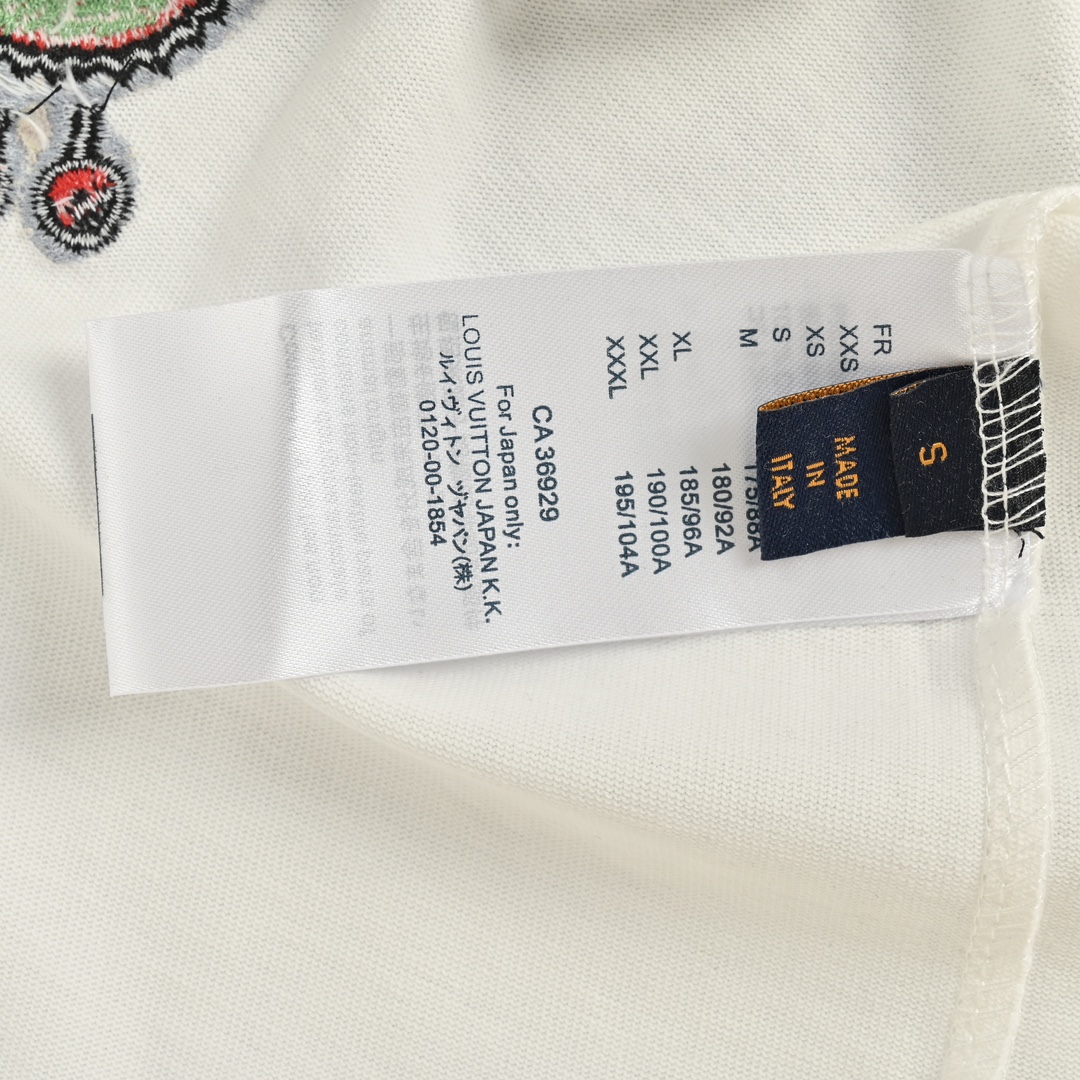 FR
XXS
XS
S
M
XL
XXL
XXXL
175/88A
180/92A
185/96A
190/100A
195/104A
CA 36929
For Japan only:
LOUIS VUITTON JAPAN K.K.
ルイ・ヴィトン ジャパン(株)
0120-00-1854
MADE
IN
ITALY
S